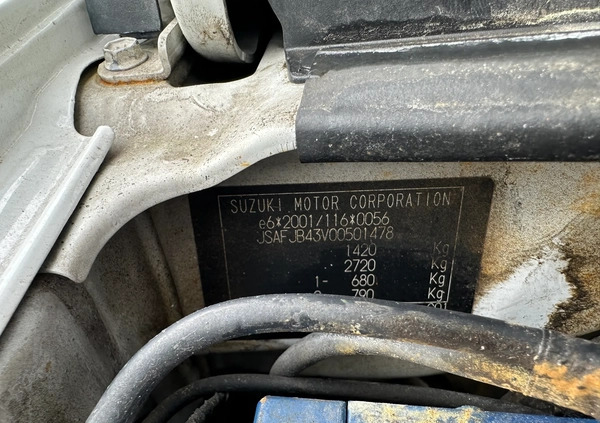 SUZUKI MOTOR CORPORATION
e6*2001/116*0056
JSAFJB43V00501478
1420 Kg
2720 Kg
1- 680 Kg
790 Kg